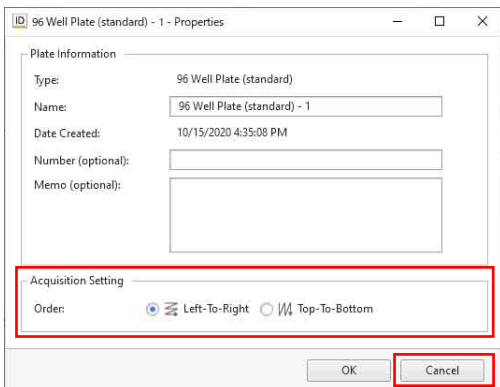 ID 96 Well Plate (standard) - 1 - Properties
Plate Information
Type: 96 Well Plate (standard)
Name: 96 Well Plate (standard) - 1
Date Created: 10/15/2020 4:35:08 PM
Number (optional):
Memo (optional):
Acquisition Setting
Order: Left-To-Right Top-To-Bottom
OK Cancel